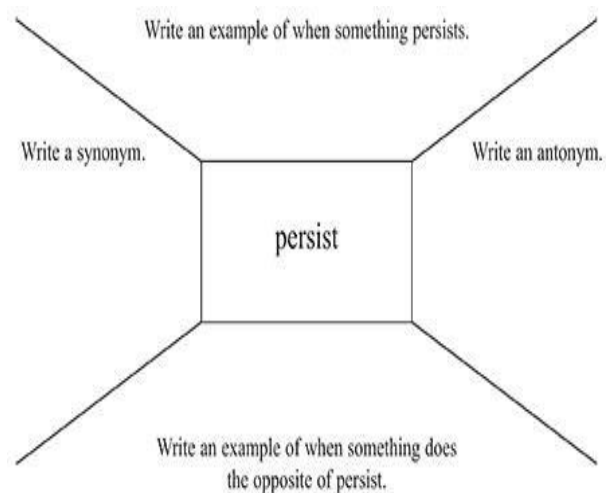 Write an example of when something persists.
Write a synonym.
Write an antonym.
persist
Write an example of when something does
the opposite of persist.